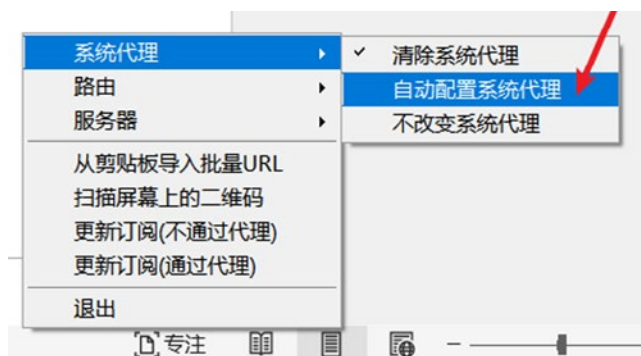 系统代理
路由
服务器
从剪贴板导入批量URL
扫描屏幕上的二维码
更新订阅(不通过代理)
更新订阅(通过代理)
退出
清除系统代理
自动配置系统代理
不改变系统代理
专注